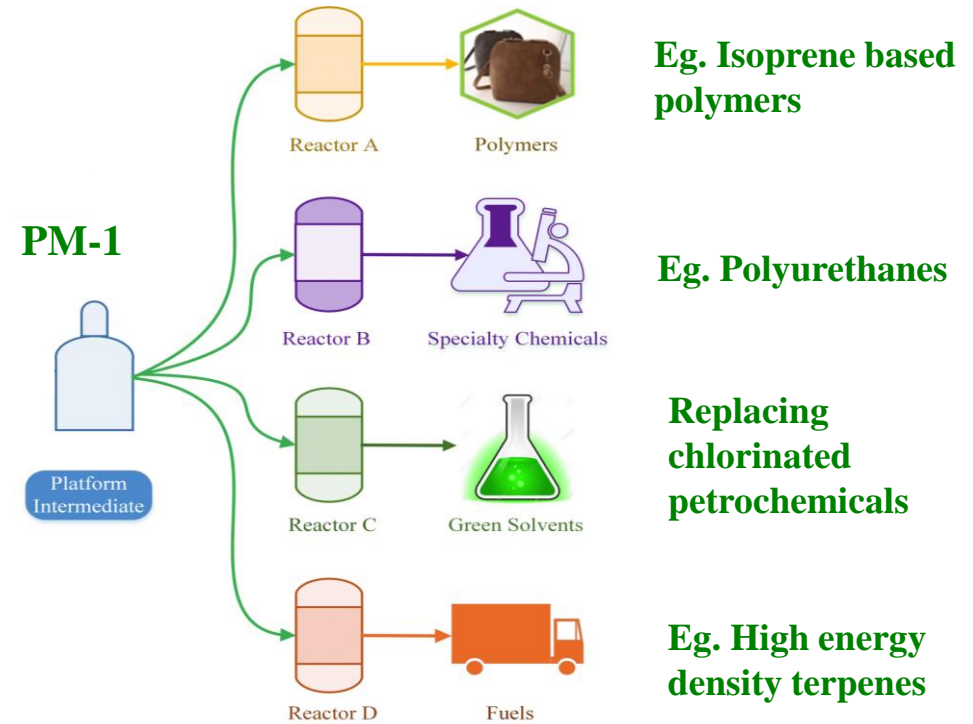 PM-1
Platform
Intermediate
Reactor A
Polymers
Eg. Isoprene based
polymers
Reactor B
Specialty Chemicals
Eg. Polyurethanes
Reactor C
Green Solvents
Replacing
chlorinated
petrochemicals
Reactor D
Fuels
Eg. High energy
density terpenes